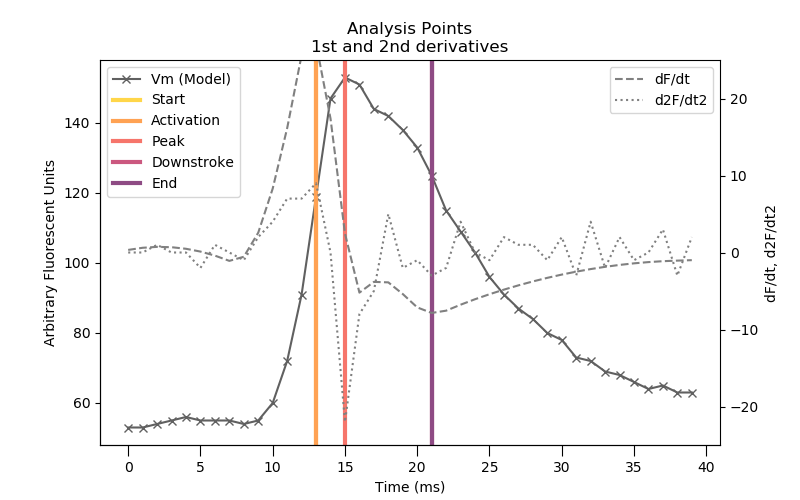 Analysis Points
1st and 2nd derivatives
Vm (Model)
Start
Activation
Peak
Downstroke
End
dF/dt
d2F/dt2
Arbitrary Fluorescent Units
140
120
100
80
60
20
10
0
−10
−20
dF/dt, d2F/dt2
0 5 10 15 20 25 30 35 40
Time (ms)